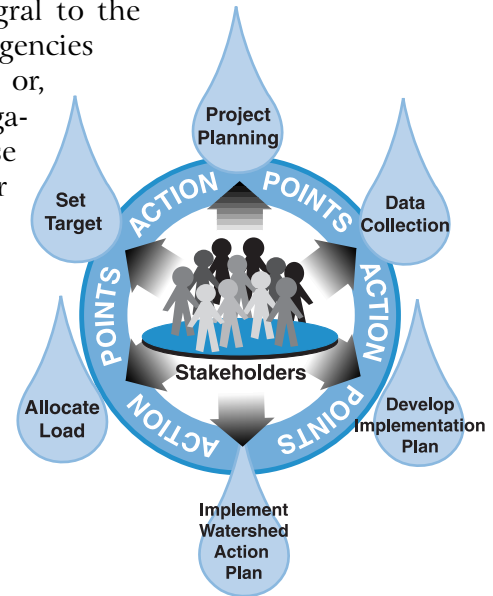 gral to the
gencies
or,
ga-
se
r
Project
Planning
Set
Target
Data
Collection
ACTION POINTS ACTION POINTS ACTION POINTS
Stakeholders
Allocate
Load
Develop
Implementation
Plan
Implement
Watershed
Action
Plan